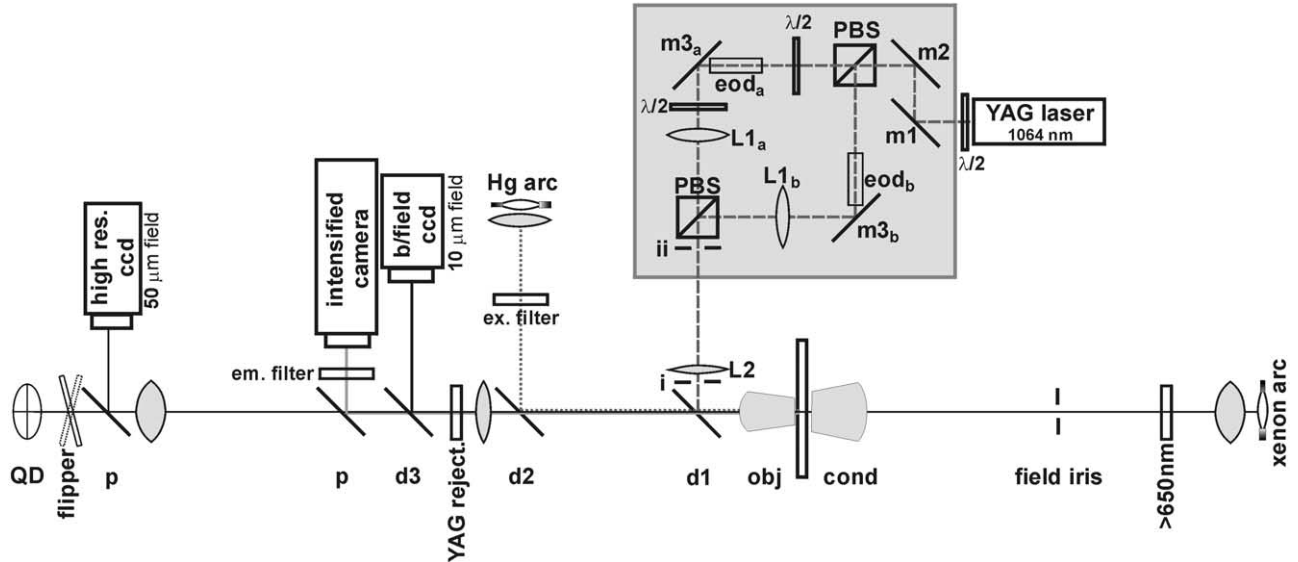 λ/2
PBS
m3a
m2
eoda
λ/2
m1
YAG laser
1064 nm
λ/2
L1a
L1b
eodb
PBS
m3b
ii
Hg arc
ex. filter
high res.
ccd
50 μm field
intensified
camera
b/field
ccd
10 μm field
em. filter
i
L2
QD
flipper
p
p
d3
YAG reject.
d2
d1
obj
cond
field iris
>650nm
xenon arc